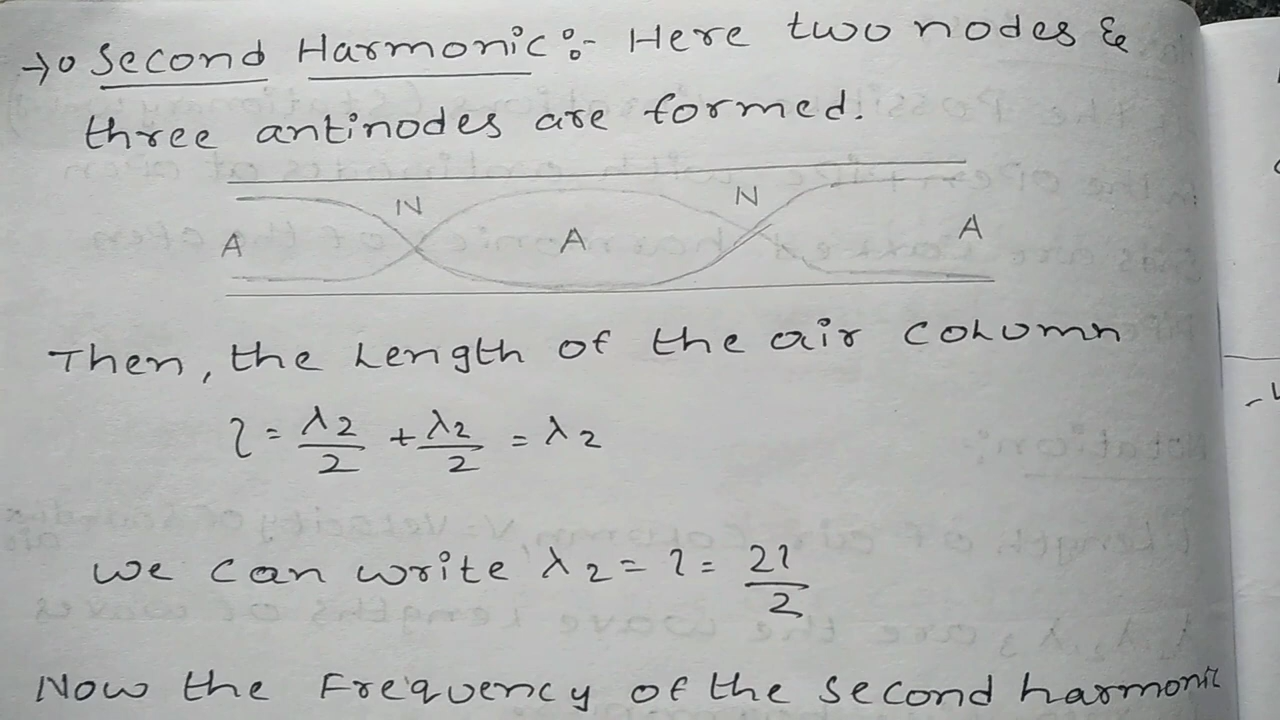 →o Second Harmonic :- Here two nodes &
three antinodes are formed.
N N
A A A
Then, the Length of the air column
l = λ2/2 + λ2/2 = λ2
we can write λ2 = l = 2l/2
Now the Frequency of the second harmonic